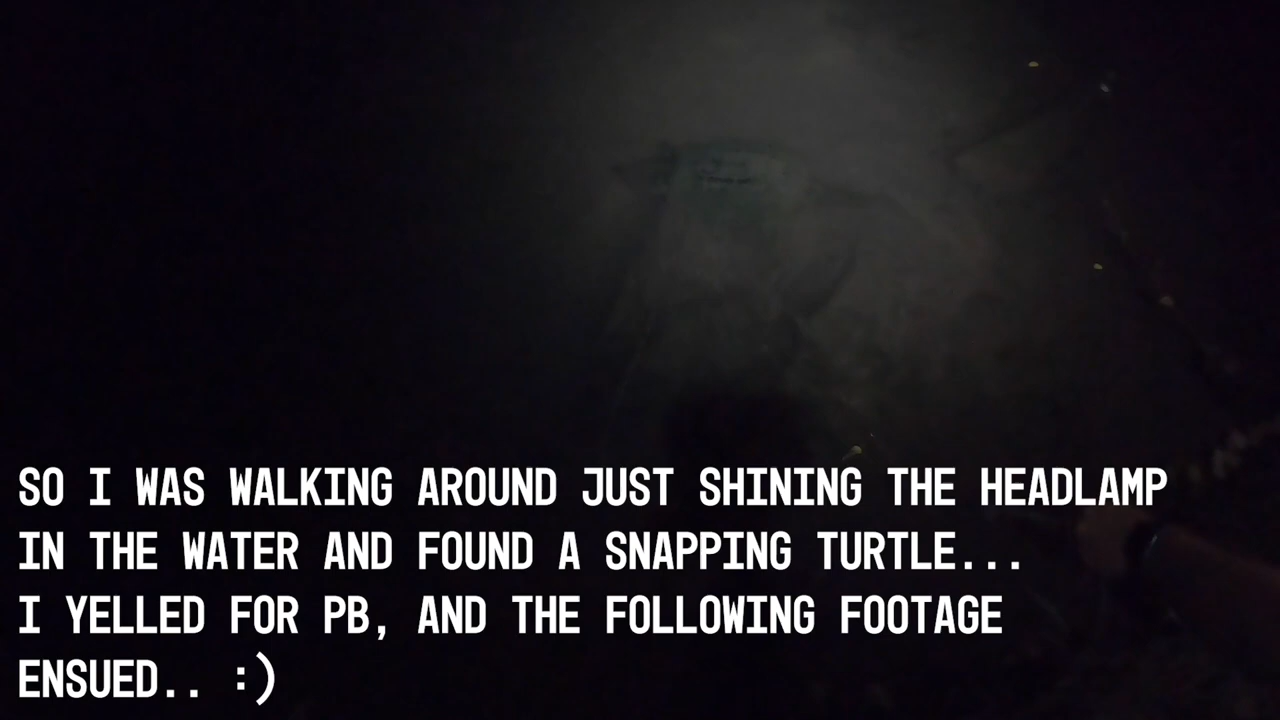 SO I WAS WALKING AROUND JUST SHINING THE HEADLAMP
IN THE WATER AND FOUND A SNAPPING TURTLE...
I YELLED FOR PB, AND THE FOLLOWING FOOTAGE
ENSUED.. :)